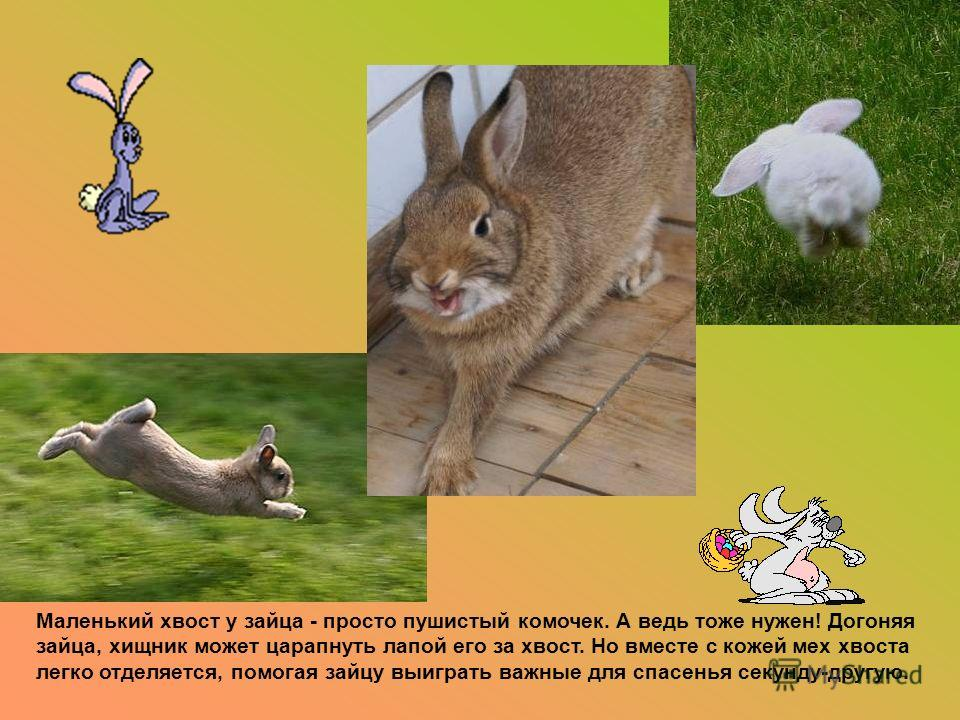 Маленький хвост у зайца - просто пушистый комочек. А ведь тоже нужен! Догоняя
зайца, хищник может царапнуть лапой его за хвост. Но вместе с кожей мех хвоста
легко отделяется, помогая зайцу выиграть важные для спасенья секунду-другую.
MyShared